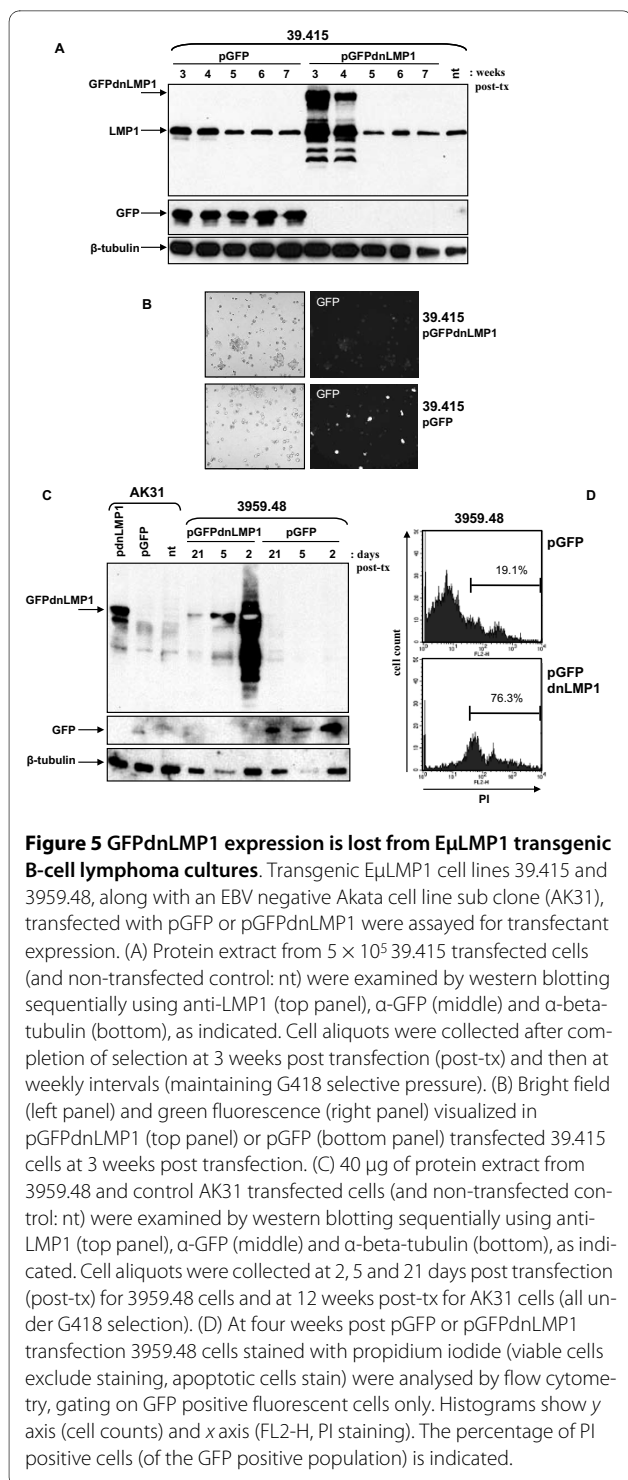 A
39.415
pGFP pGFPdnLMP1
3 4 5 6 7 3 4 5 6 7 nt : weeks post-tx
GFPdnLMP1
LMP1
GFP
β-tubulin
B
GFP
39.415
pGFPdnLMP1
GFP
39.415
pGFP
C
AK31
3959.48
pdnLMP1 pGFP nt
pGFPdnLMP1 pGFP
21 5 2 21 5 2 : days post-tx
GFPdnLMP1
GFP
β-tubulin
D
3959.48
pGFP
19.1%
FL2-H
cell count
pGFP
dnLMP1
76.3%
FL2-H
PI
Figure 5 GFPdnLMP1 expression is lost from EµLMP1 transgenic
B-cell lymphoma cultures. Transgenic EµLMP1 cell lines 39.415 and
3959.48, along with an EBV negative Akata cell line sub clone (AK31),
transfected with pGFP or pGFPdnLMP1 were assayed for transfectant
expression. (A) Protein extract from 5 × 10⁵ 39.415 transfected cells
(and non-transfected control: nt) were examined by western blotting
sequentially using anti-LMP1 (top panel), α-GFP (middle) and α-beta-
tubulin (bottom), as indicated. Cell aliquots were collected after com-
pletion of selection at 3 weeks post transfection (post-tx) and then at
weekly intervals (maintaining G418 selective pressure). (B) Bright field
(left panel) and green fluorescence (right panel) visualized in
pGFPdnLMP1 (top panel) or pGFP (bottom panel) transfected 39.415
cells at 3 weeks post transfection. (C) 40 µg of protein extract from
3959.48 and control AK31 transfected cells (and non-transfected con-
trol: nt) were examined by western blotting sequentially using anti-
LMP1 (top panel), α-GFP (middle) and α-beta-tubulin (bottom), as indi-
cated. Cell aliquots were collected at 2, 5 and 21 days post transfection
(post-tx) for 3959.48 cells and at 12 weeks post-tx for AK31 cells (all un-
der G418 selection). (D) At four weeks post pGFP or pGFPdnLMP1
transfection 3959.48 cells stained with propidium iodide (viable cells
exclude staining, apoptotic cells stain) were analysed by flow cytome-
try, gating on GFP positive fluorescent cells only. Histograms show y
axis (cell counts) and x axis (FL2-H, PI staining). The percentage of PI
positive cells (of the GFP positive population) is indicated.